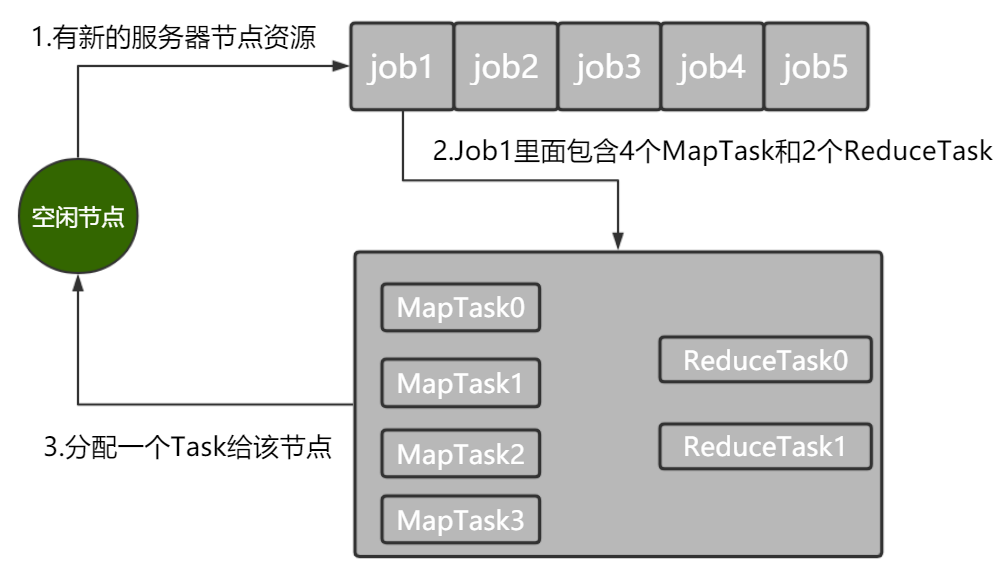 1.有新的服务器节点资源
job1 job2 job3 job4 job5
2.Job1里面包含4个MapTask和2个ReduceTask
空闲节点
MapTask0
MapTask1
MapTask2
MapTask3
ReduceTask0
ReduceTask1
3.分配一个Task给该节点